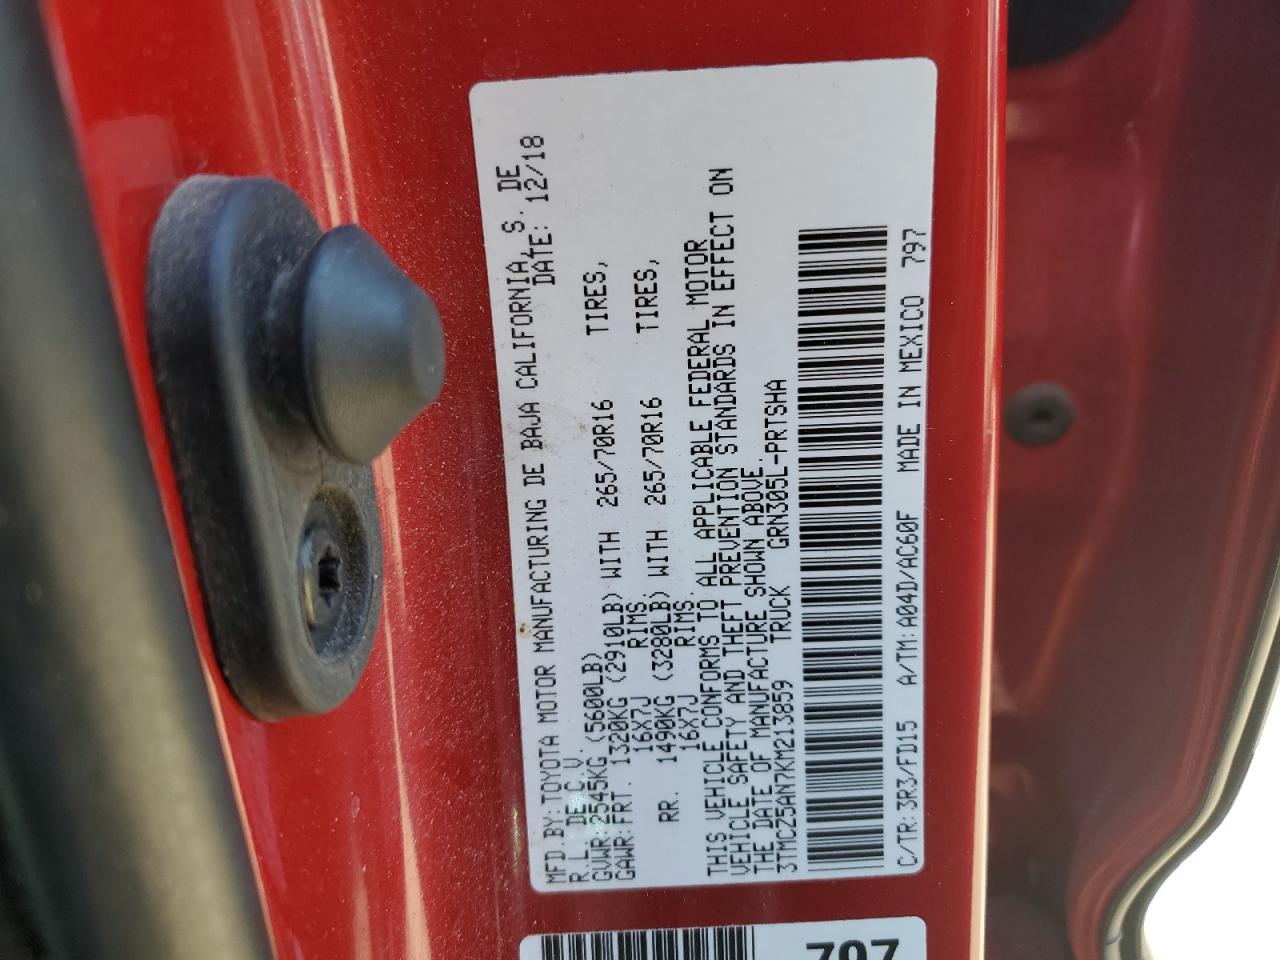 MFD.BY:TOYOTA MOTOR MANUFACTURING DE BAJA CALIFORNIA, S. DE
R.L. DE C.V. DATE: 12/18
GVWR:2545KG(5600LB)
GAWR:FRT. 1320KG(2910LB)WITH 265/70R16 TIRES,
16X7J RIMS
RR. 1490KG(3280LB)WITH 265/70R16 TIRES,
16X7J RIMS.
THIS VEHICLE CONFORMS TO ALL APPLICABLE FEDERAL MOTOR
VEHICLE SAFETY AND THEFT PREVENTION STANDARDS IN EFFECT ON
THE DATE OF MANUFACTURE SHOWN ABOVE.
3TMCZ5AN7KM213859 TRUCK GRN305L-PRTSHA
C/TR:3R3/FD15 A/TM:A04D/AC60F MADE IN MEXICO 797
797